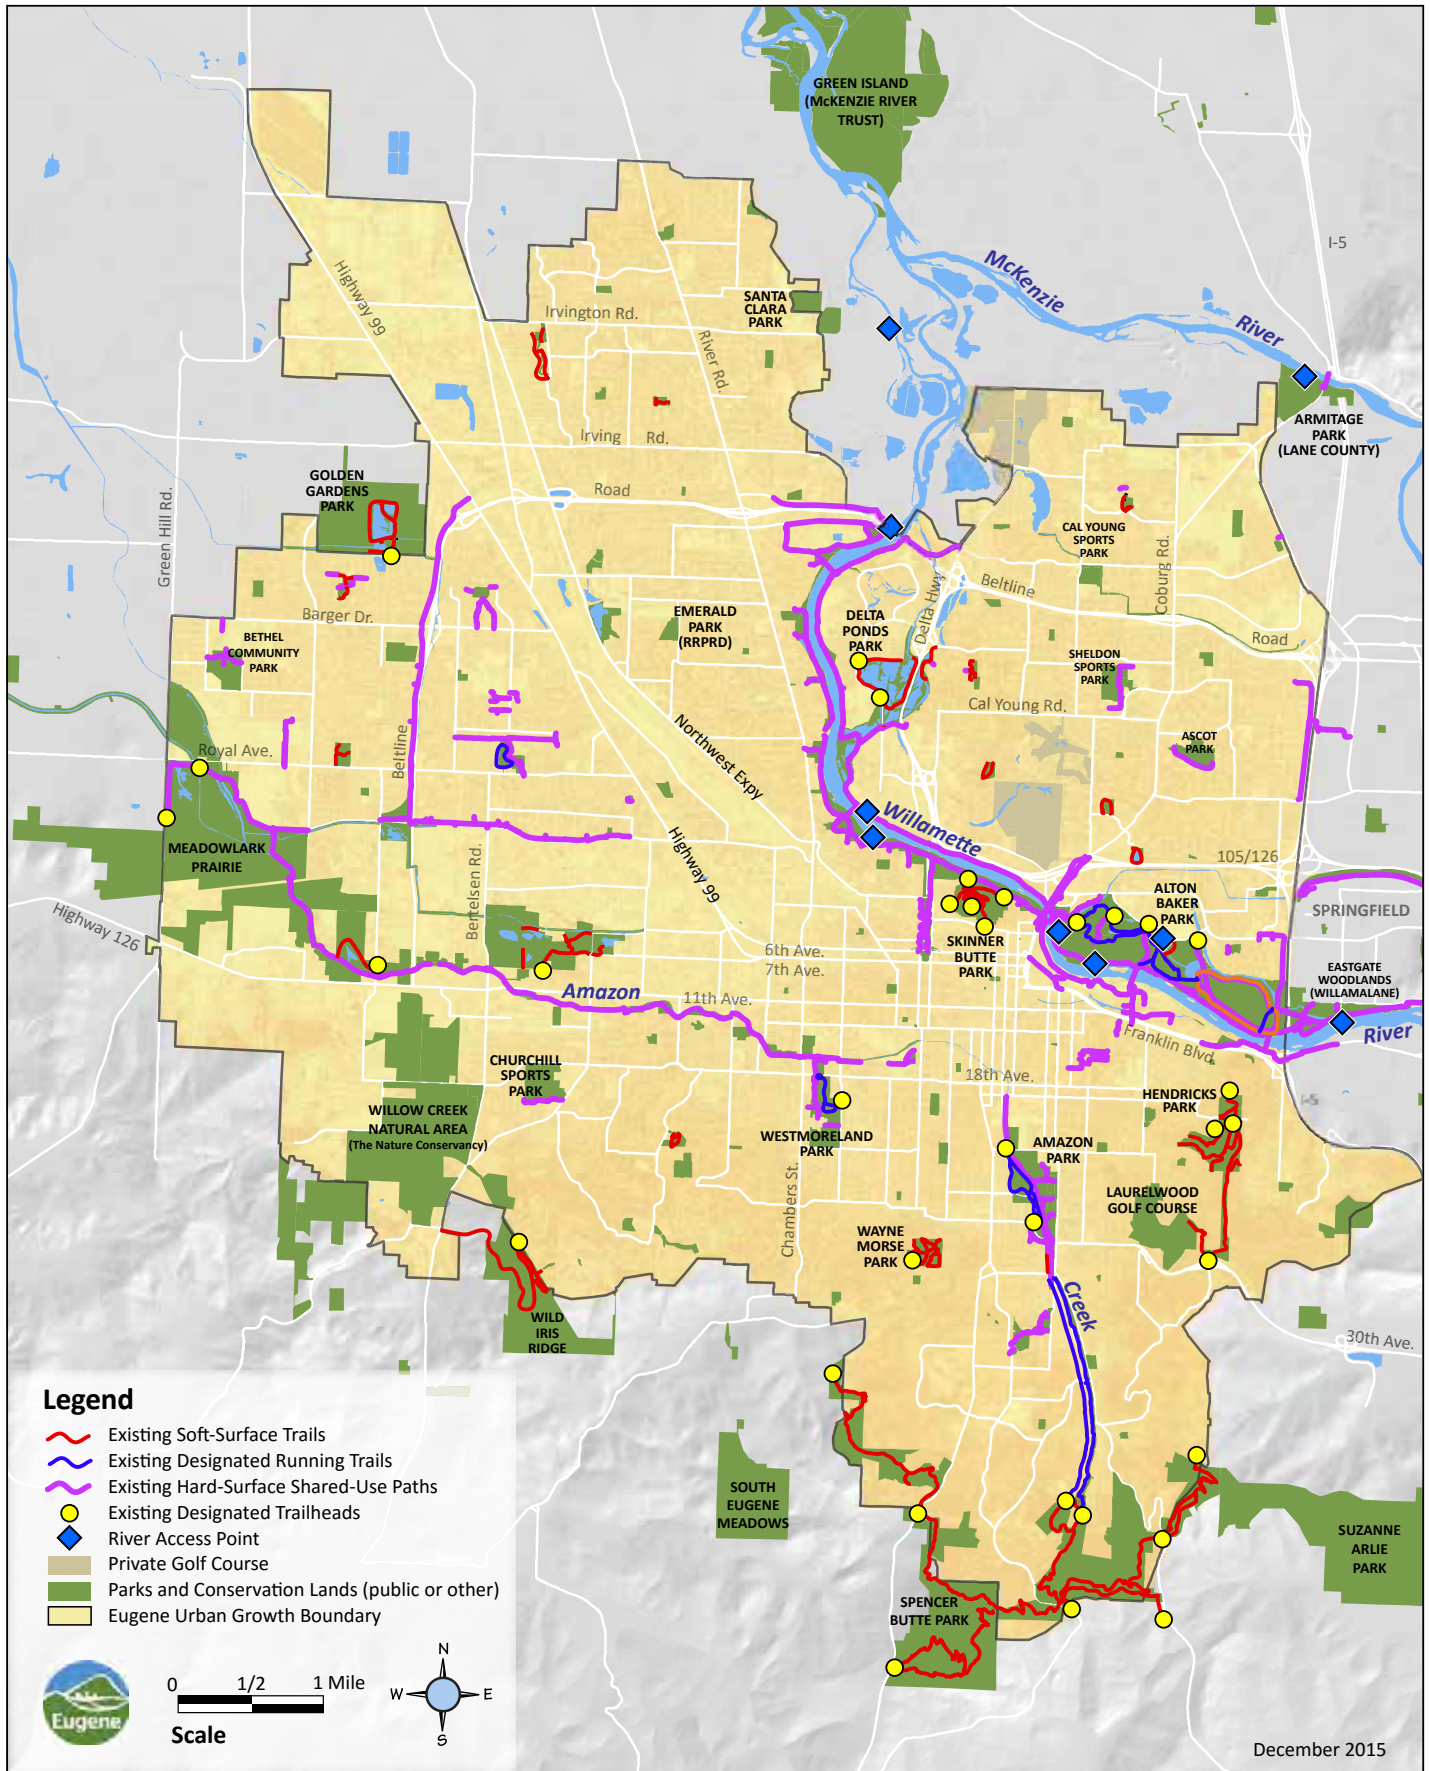 GREEN ISLAND
(McKENZIE RIVER
TRUST)
I-5
McKenzie
River
Highway 99
SANTA
CLARA
PARK
Irvington Rd.
River Rd.
ARMITAGE
PARK
(LANE COUNTY)
Irving Rd.
GOLDEN
GARDENS
PARK
Road
Green Hill Rd.
CAL YOUNG
SPORTS
PARK
Coburg Rd.
Beltline
Delta Hwy
Barger Dr.
EMERALD
PARK
(RRPRD)
DELTA
PONDS
PARK
Road
BETHEL
COMMUNITY
PARK
SHELDON
SPORTS
PARK
Cal Young Rd.
Northwest Expy
Royal Ave.
Beltline
ASCOT
PARK
Willamette
MEADOWLARK
PRAIRIE
Highway 99
Bertelsen Rd.
105/126
ALTON
BAKER
PARK
SPRINGFIELD
Highway 126
SKINNER
BUTTE
PARK
6th Ave.
7th Ave.
EASTGATE
WOODLANDS
(WILLAMALANE)
Amazon
11th Ave.
Franklin Blvd.
River
CHURCHILL
SPORTS
PARK
18th Ave.
HENDRICKS
PARK
I-5
WILLOW CREEK
NATURAL AREA
(The Nature Conservancy)
WESTMORELAND
PARK
AMAZON
PARK
Chambers St.
LAURELWOOD
GOLF COURSE
WAYNE
MORSE
PARK
WILD
IRIS
RIDGE
Creek
30th Ave.
Legend
Existing Soft-Surface Trails
Existing Designated Running Trails
Existing Hard-Surface Shared-Use Paths
Existing Designated Trailheads
River Access Point
Private Golf Course
Parks and Conservation Lands (public or other)
Eugene Urban Growth Boundary
SOUTH
EUGENE
MEADOWS
SUZANNE
ARLIE
PARK
SPENCER
BUTTE PARK
Eugene
0 1/2 1 Mile
Scale
N
W E
S
December 2015